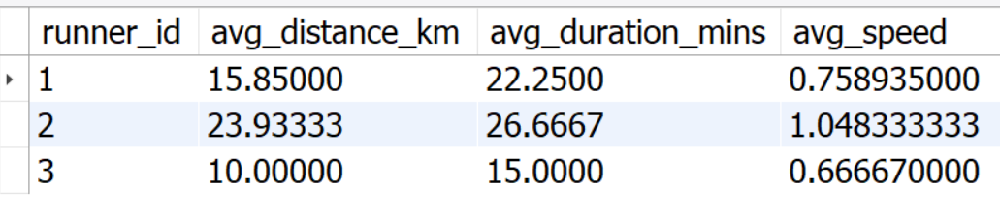 runner_id avg_distance_km avg_duration_mins avg_speed
1 15.85000 22.2500 0.758935000
2 23.93333 26.6667 1.048333333
3 10.00000 15.0000 0.666670000